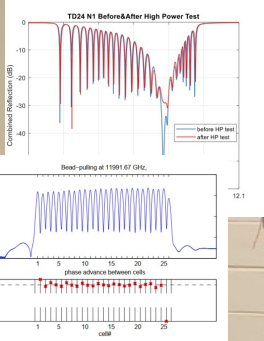 TD24 N1 Before&After High Power Test
Combined Reflection (dB)
0
-10
-20
-30
-40
before HP test
after HP test
12.1
Bead-pulling at 11991.67 GHz,
1 5 10 15 20 25
phase advance between cells
1 5 10 15 20 25
cell#